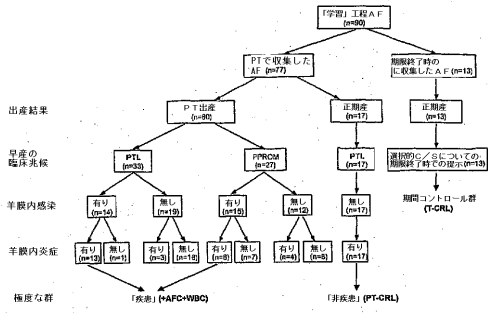 「学習」工程AF
(n=90)
PTで収集した
AF (n=77)
期限終了時の
に収集したAF(n=13)
出産結果
PT出産
(n=60)
正期産
(n=17)
正期産
(n=13)
早産の
臨床兆候
PTL
(n=33)
PPROM
(n=27)
PTL
(n=17)
選択的C/Sについての
期限終了時での提示(n=13)
期間コントロール群
(T-CRL)
羊膜内感染
有り
(n=14)
無し
(n=19)
有り
(n=15)
無し
(n=12)
無し
(n=17)
羊膜内炎症
有り
(n=13)
無し
(n=1)
有り
(n=3)
無し
(n=16)
有り
(n=8)
無し
(n=7)
有り
(n=4)
無し
(n=8)
有り
(n=17)
極度な群
「疾患」(+AFC+WBC)
「非疾患」(PT-CRL)